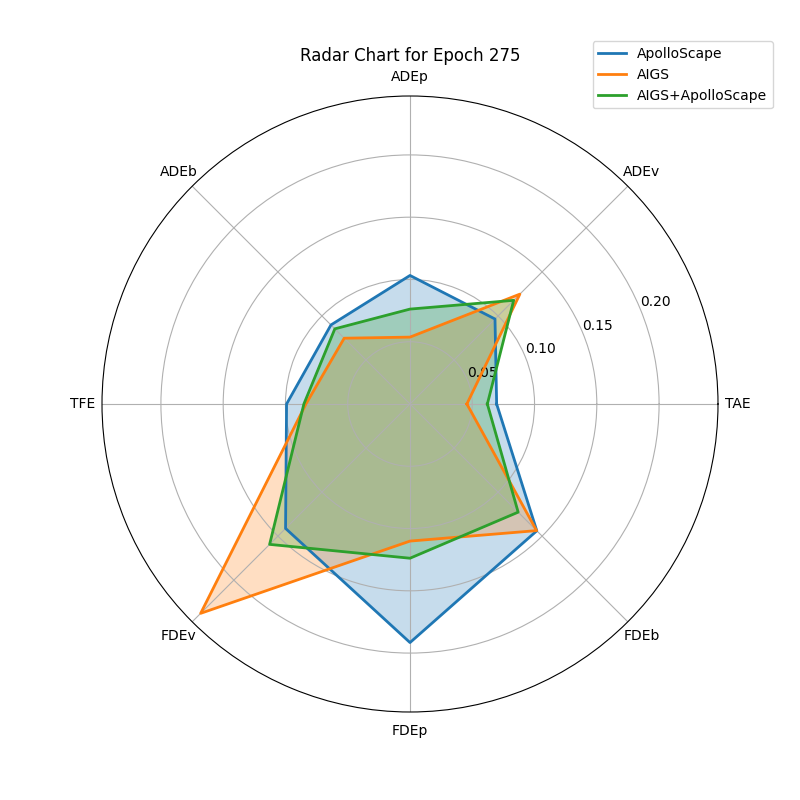 Radar Chart for Epoch 275
ApolloScape
AIGS
AIGS+ApolloScape
ADEp
ADEb
ADEv
0.20
0.15
0.10
0.05
TFE
TAE
FDEv
FDEb
FDEp